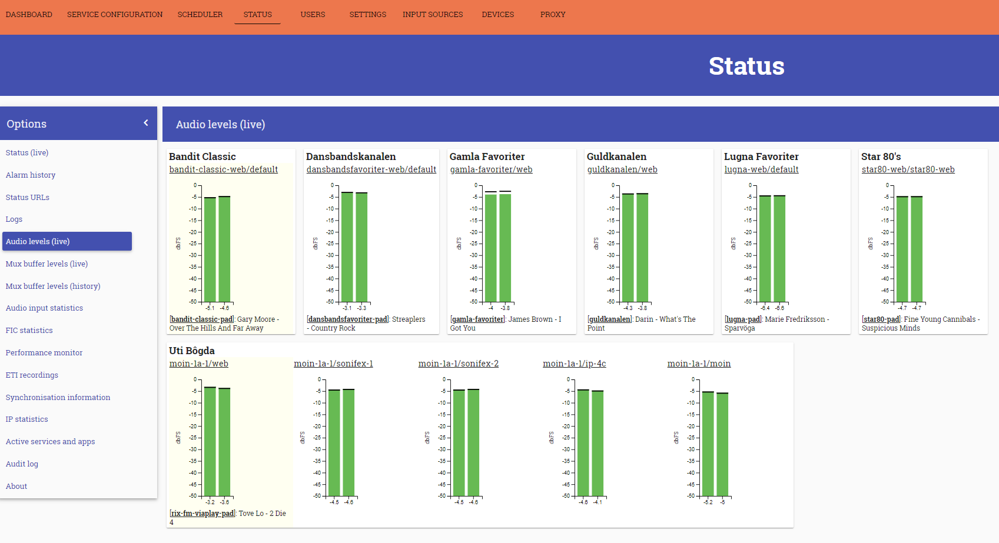 DASHBOARD SERVICE CONFIGURATION SCHEDULER STATUS USERS SETTINGS INPUT SOURCES DEVICES PROXY
Status
Options
Status (live)
Alarm history
Status URLs
Logs
Audio levels (live)
Mux buffer levels (live)
Mux buffer levels (history)
Audio input statistics
FIC statistics
Performance monitor
ETI recordings
Synchronisation information
IP statistics
Active services and apps
Audit log
About
Audio levels (live)
Bandit Classic
bandit-classic-web/default
0
-5
-10
-15
-20
-25
-30
-35
-40
-45
-50
dbFS
-5.1 -4.6
[bandit-classic-pad]: Gary Moore -
Over The Hills And Far Away
Dansbandskanalen
dansbandsfavoriter-web/default
0
-5
-10
-15
-20
-25
-30
-35
-40
-45
-50
dbFS
-3.1 -3.3
[dansbandsfavoriter-pad]: Streaplers
- Country Rock
Gamla Favoriter
gamla-favoriter/web
0
-5
-10
-15
-20
-25
-30
-35
-40
-45
-50
dbFS
-4 -3.8
[gamla-favoriter]: James Brown - I
Got You
Guldkanalen
guldkanalen/web
0
-5
-10
-15
-20
-25
-30
-35
-40
-45
-50
dbFS
-4.3 -3.8
[guldkanalen]: Darin - What's The
Point
Lugna Favoriter
lugna-web/default
0
-5
-10
-15
-20
-25
-30
-35
-40
-45
-50
dbFS
-6.4 -6.6
[lugna-pad]: Marie Fredriksson -
Sparvöga
Star 80's
star80-web/star80-web
0
-5
-10
-15
-20
-25
-30
-35
-40
-45
-50
dbFS
-4.7 -4.7
[star80-pad]: Fine Young Cannibals -
Suspicious Minds
Uti Bôgda
moin-1a-1/web
0
-5
-10
-15
-20
-25
-30
-35
-40
-45
-50
dbFS
-3.2 -3.6
[rix-fm-viaplay-pad]: Tove Lo - 2 Die
4
moin-1a-1/sonifex-1
0
-5
-10
-15
-20
-25
-30
-35
-40
-45
-50
dbFS
-4.5 -4.6
moin-1a-1/sonifex-2
0
-5
-10
-15
-20
-25
-30
-35
-40
-45
-50
dbFS
-4.5 -4.6
moin-1a-1/ip-4c
0
-5
-10
-15
-20
-25
-30
-35
-40
-45
-50
dbFS
-4.6 -4.1
moin-1a-1/moin
0
-5
-10
-15
-20
-25
-30
-35
-40
-45
-50
dbFS
-5.2 -5